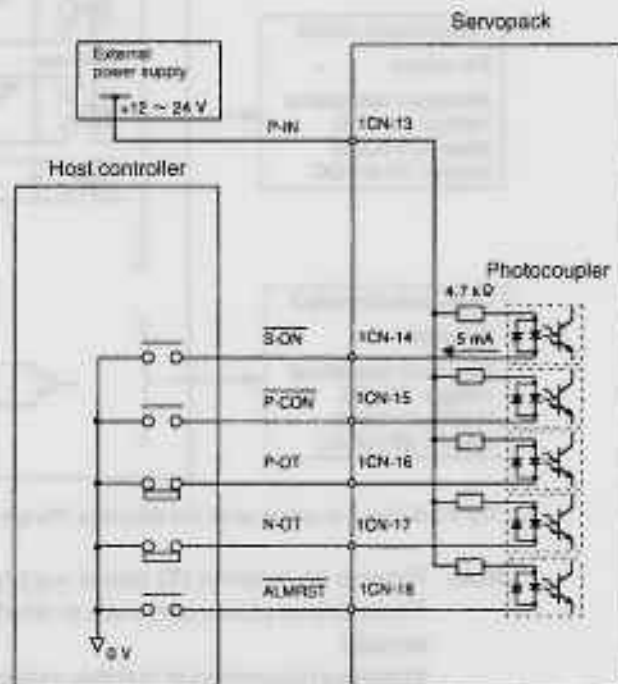 Servopack
External
power supply
+12 ~ 24 V
P-IN
1CN-13
Host controller
Photocoupler
4.7 kΩ
S-ON
1CN-14
5 mA
P-CON
1CN-15
P-OT
1CN-16
N-OT
1CN-17
ALMRST
1CN-18
0 V